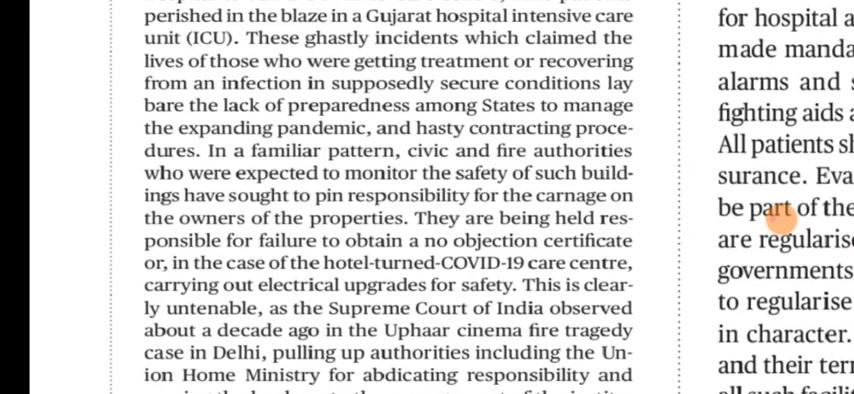 perished in the blaze in a Gujarat hospital intensive care
unit (ICU). These ghastly incidents which claimed the
lives of those who were getting treatment or recovering
from an infection in supposedly secure conditions lay
bare the lack of preparedness among States to manage
the expanding pandemic, and hasty contracting proce-
dures. In a familiar pattern, civic and fire authorities
who were expected to monitor the safety of such build-
ings have sought to pin responsibility for the carnage on
the owners of the properties. They are being held res-
ponsible for failure to obtain a no objection certificate
or, in the case of the hotel-turned-COVID-19 care centre,
carrying out electrical upgrades for safety. This is clear-
ly untenable, as the Supreme Court of India observed
about a decade ago in the Uphaar cinema fire tragedy
case in Delhi, pulling up authorities including the Un-
ion Home Ministry for abdicating responsibility and
for hospital a
made manda
alarms and
fighting aids
All patients sh
surance. Eva
be part of the
are regularis
governments
to regularise
in character.
and their ter
all such facili